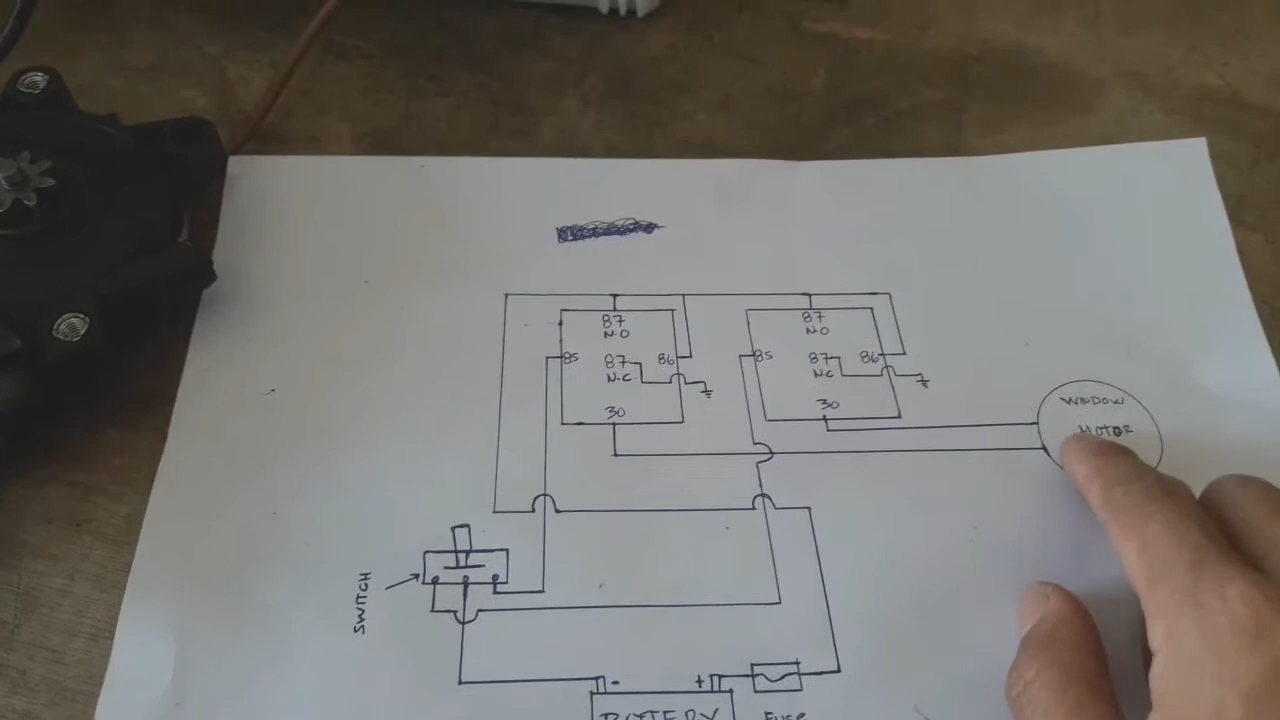 87
N.O
85
87
N.C
86
30
87
N.O
85
87
N.C
86
30
WINDOW
MOTOR
SWITCH
-
+
BATTERY
Fuse